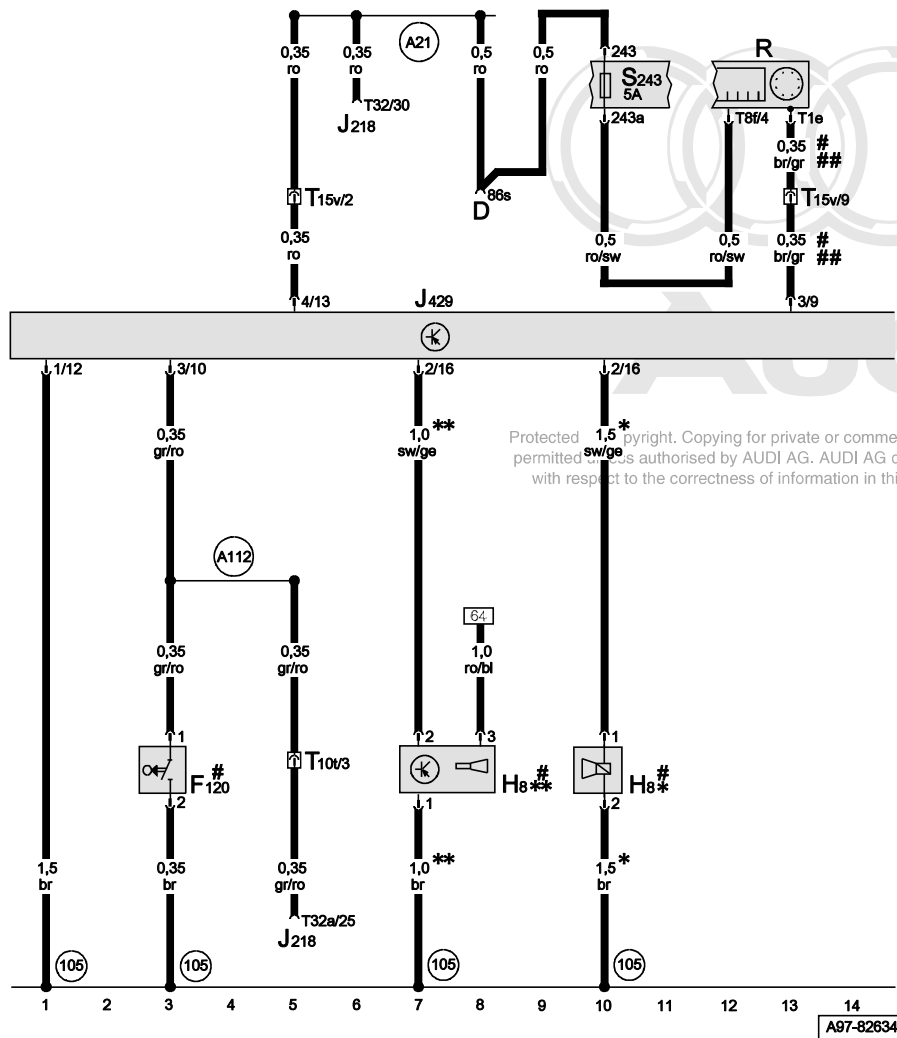 0,35
ro
0,35
ro
A21
0,5
ro
0,5
ro
243
S243
5A
243a
R
T8f/4
T1e
T32/30
J218
0,35
br/gr
#
##
T15v/2
86s
D
T15v/9
0,35
ro
0,5
ro/sw
0,5
ro/sw
0,35
br/gr
#
##
4/13
J429
3/9
1/12
3/10
2/16
2/16
0,35
gr/ro
1,0
sw/ge
**
1,5
sw/ge
*
Protected pyright. Copying for private or comme
permitted authorised by AUDI AG. AUDI AG
with respect to the correctness of information in thi
A112
64
0,35
gr/ro
0,35
gr/ro
1,0
ro/bl
1
2
3
1
F120
#
T10t/3
H8
#
**
H8
#
*
2
1
2
1,5
br
0,35
br
0,35
gr/ro
1,0
br
**
1,5
br
*
T32a/25
J218
105
105
105
105
1 2 3 4 5 6 7 8 9 10 11 12 13 14
A97-82634